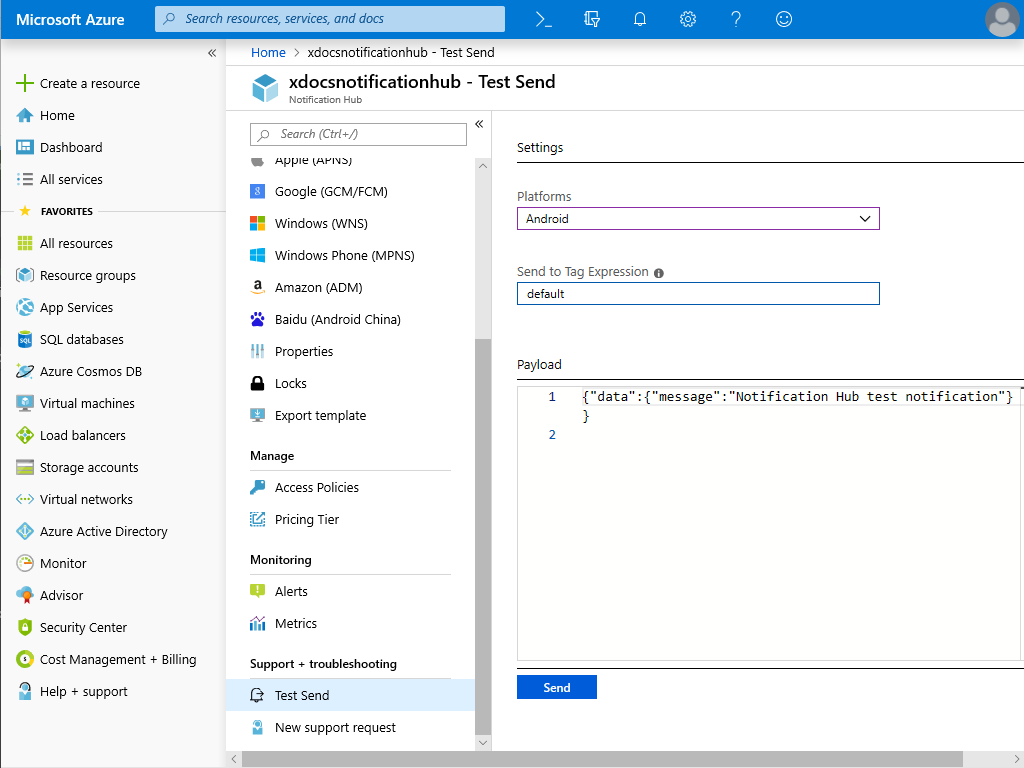 Microsoft Azure
Search resources, services, and docs
Home > xdocsnotificationhub - Test Send
xdocsnotificationhub - Test Send
Notification Hub
Create a resource
Home
Dashboard
All services
FAVORITES
All resources
Resource groups
App Services
SQL databases
Azure Cosmos DB
Virtual machines
Load balancers
Storage accounts
Virtual networks
Azure Active Directory
Monitor
Advisor
Security Center
Cost Management + Billing
Help + support
Search (Ctrl+/)
Apple (APNS)
Google (GCM/FCM)
Windows (WNS)
Windows Phone (MPNS)
Amazon (ADM)
Baidu (Android China)
Properties
Locks
Export template
Manage
Access Policies
Pricing Tier
Monitoring
Alerts
Metrics
Support + troubleshooting
Test Send
New support request
Settings
Platforms
Android
Send to Tag Expression
default
Payload
1 {"data":{"message":"Notification Hub test notification"}
}
2
Send